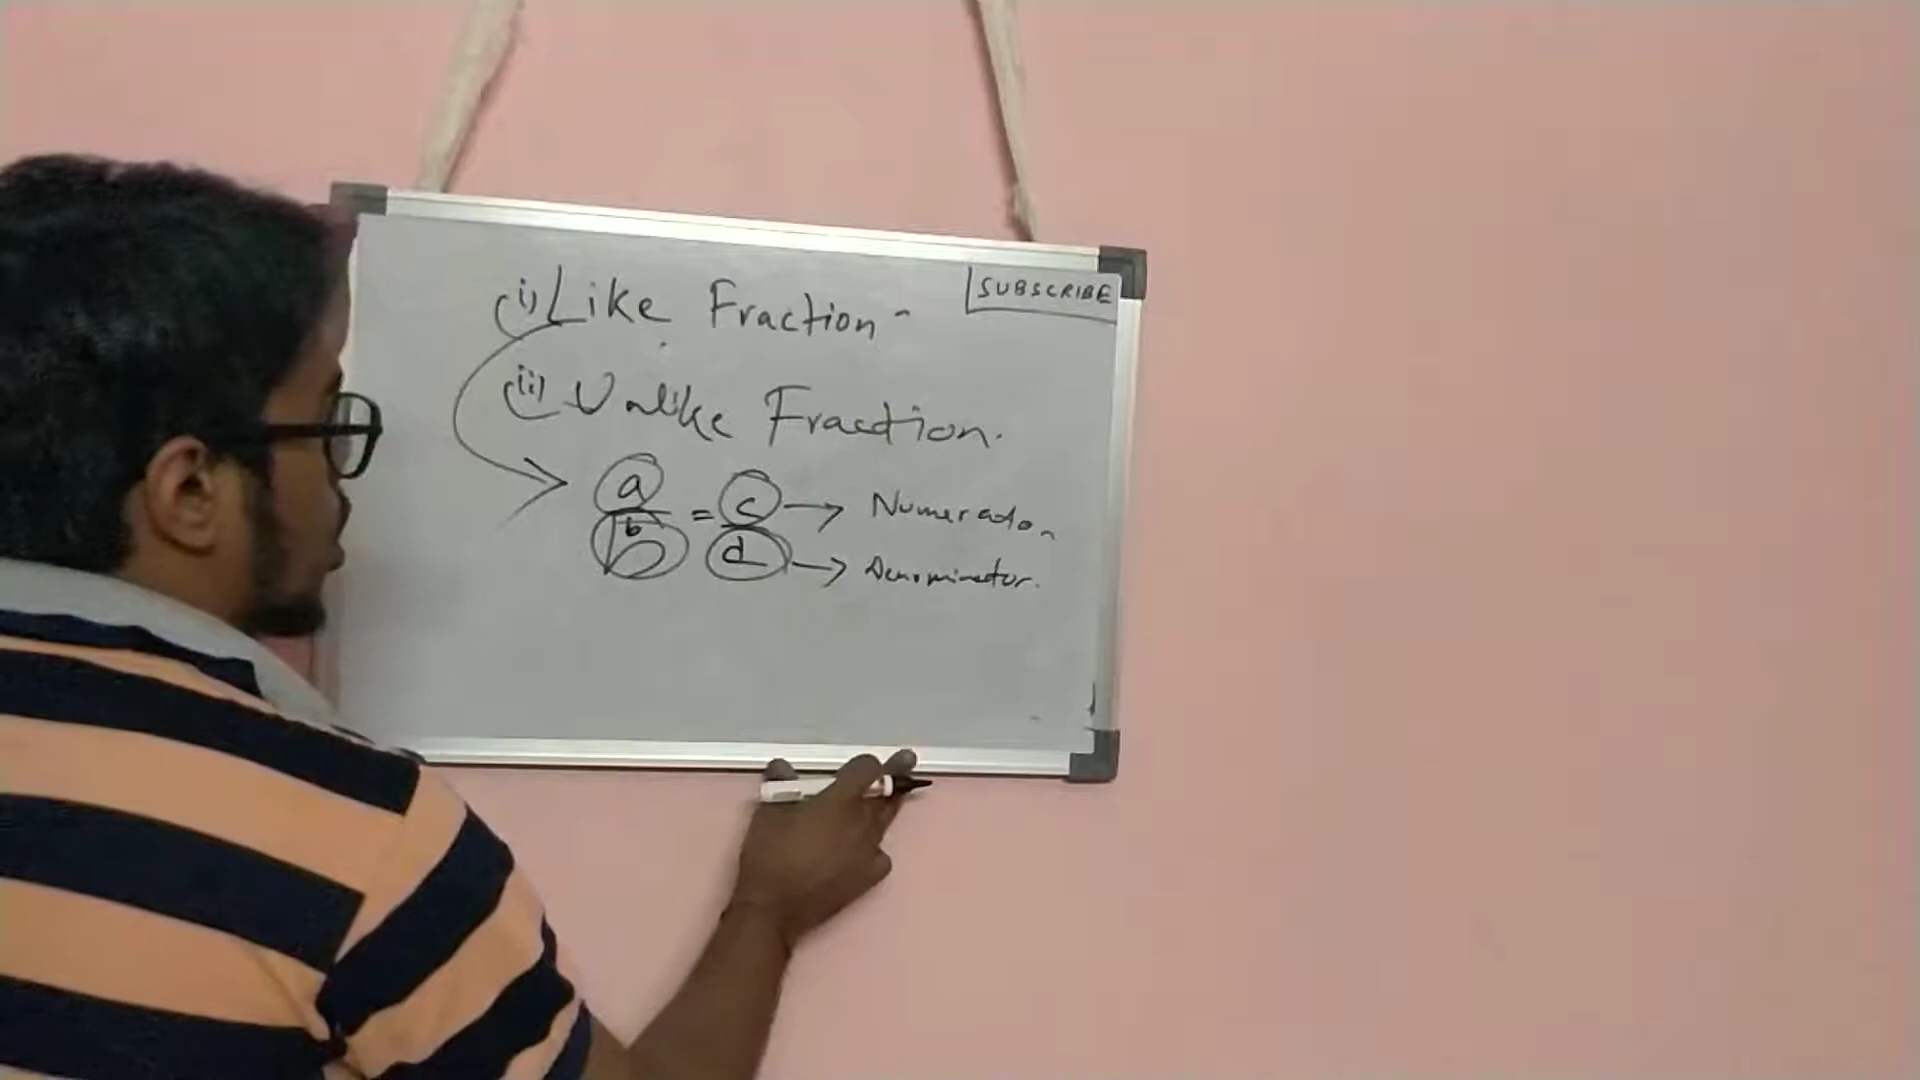 SUBSCRIBE
(i) Like Fraction -
(ii) Unlike Fraction.
a/b = c/d
→ Numerator
→ Denominator.